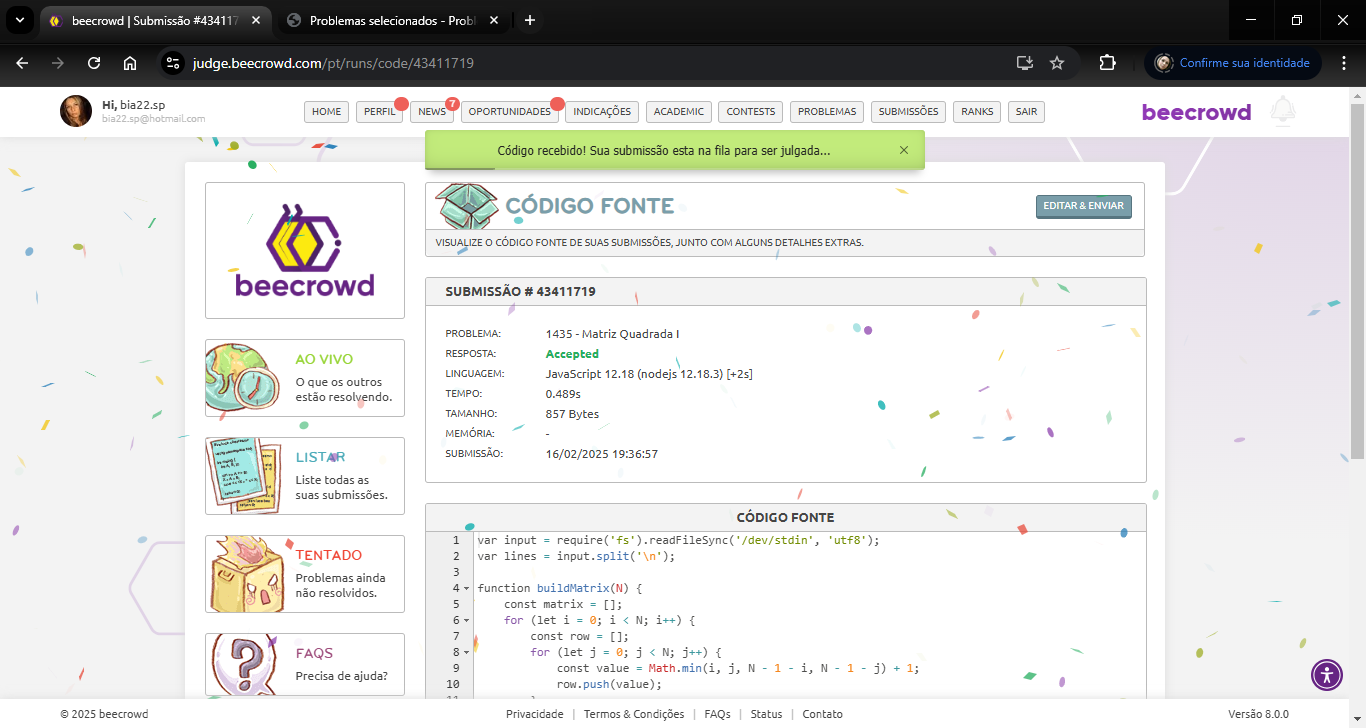 beecrowd | Submissão #43411719
Problemas selecionados - Probl
judge.beecrowd.com/pt/runs/code/43411719
Confirme sua identidade
Hi, bia22.sp
bia22.sp@hotmail.com
HOME
PERFIL
NEWS
7
OPORTUNIDADES
INDICAÇÕES
ACADEMIC
CONTESTS
PROBLEMAS
SUBMISSÕES
RANKS
SAIR
beecrowd
Código recebido! Sua submissão esta na fila para ser julgada...
beecrowd
CÓDIGO FONTE
EDITAR & ENVIAR
VISUALIZE O CÓDIGO FONTE DE SUAS SUBMISSÕES, JUNTO COM ALGUNS DETALHES EXTRAS.
AO VIVO
O que os outros
estão resolvendo.
LISTAR
Liste todas as
suas submissões.
TENTADO
Problemas ainda
não resolvidos.
FAQS
Precisa de ajuda?
SUBMISSÃO # 43411719
PROBLEMA: 1435 - Matriz Quadrada I
RESPOSTA: Accepted
LINGUAGEM: JavaScript 12.18 (nodejs 12.18.3) [+2s]
TEMPO: 0.489s
TAMANHO: 857 Bytes
MEMÓRIA: -
SUBMISSÃO: 16/02/2025 19:36:57
CÓDIGO FONTE
1 var input = require('fs').readFileSync('/dev/stdin', 'utf8');
2 var lines = input.split('\n');
3
4 function buildMatrix(N) {
5 const matrix = [];
6 for (let i = 0; i < N; i++) {
7 const row = [];
8 for (let j = 0; j < N; j++) {
9 const value = Math.min(i, j, N - 1 - i, N - 1 - j) + 1;
10 row.push(value);
© 2025 beecrowd
Privacidade | Termos & Condições | FAQs | Status | Contato
Versão 8.0.0